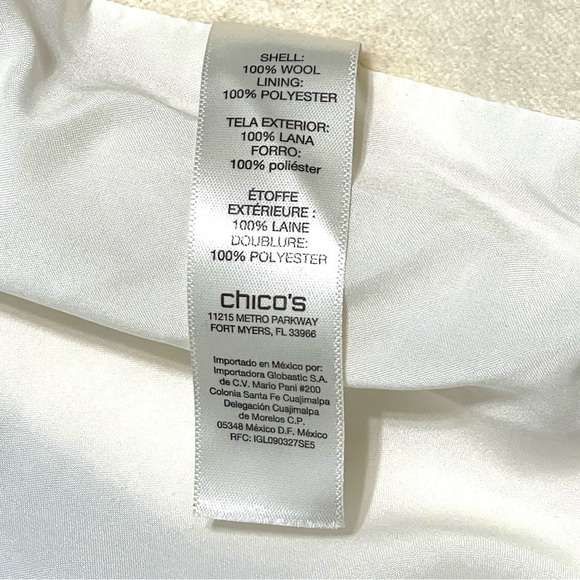 SHELL:
100% WOOL
LINING:
100% POLYESTER
TELA EXTERIOR:
100% LANA
FORRO:
100% poliéster
ÉTOFFE
EXTÉRIEURE :
100% LAINE
DOUBLURE:
100% POLYESTER
chico's
11215 METRO PARKWAY
FORT MYERS, FL 33966
Importado en México por:
Importadora Globastic S.A.
de C.V. Mario Pani #200
Colonia Santa Fe Cuajimalpa
Delegación Cuajimalpa
de Morelos C.P.
05348 México D.F. México
RFC: IGL090327SE5